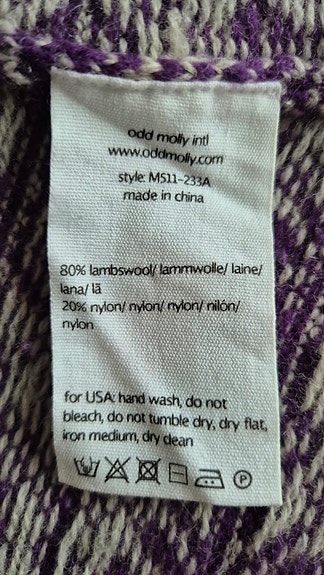 odd molly intl
www.oddmolly.com
style: M511-233A
made in china
80% lambswool/ lammwolle/ laine/
lana/ lã
20% nylon/ nylon/ nylon/ nilón/
nylon
for USA: hand wash, do not
bleach, do not tumble dry, dry flat,
iron medium, dry clean
P